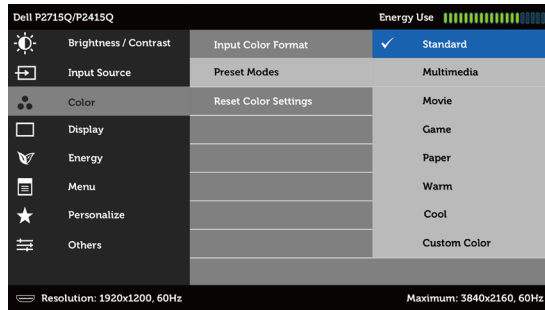 Dell P2715Q/P2415Q Energy Use
Brightness / Contrast Input Color Format Standard
Input Source Preset Modes Multimedia
Color Reset Color Settings Movie
Display Game
Energy Paper
Menu Warm
Personalize Cool
Others Custom Color
Resolution: 1920x1200, 60Hz Maximum: 3840x2160, 60Hz